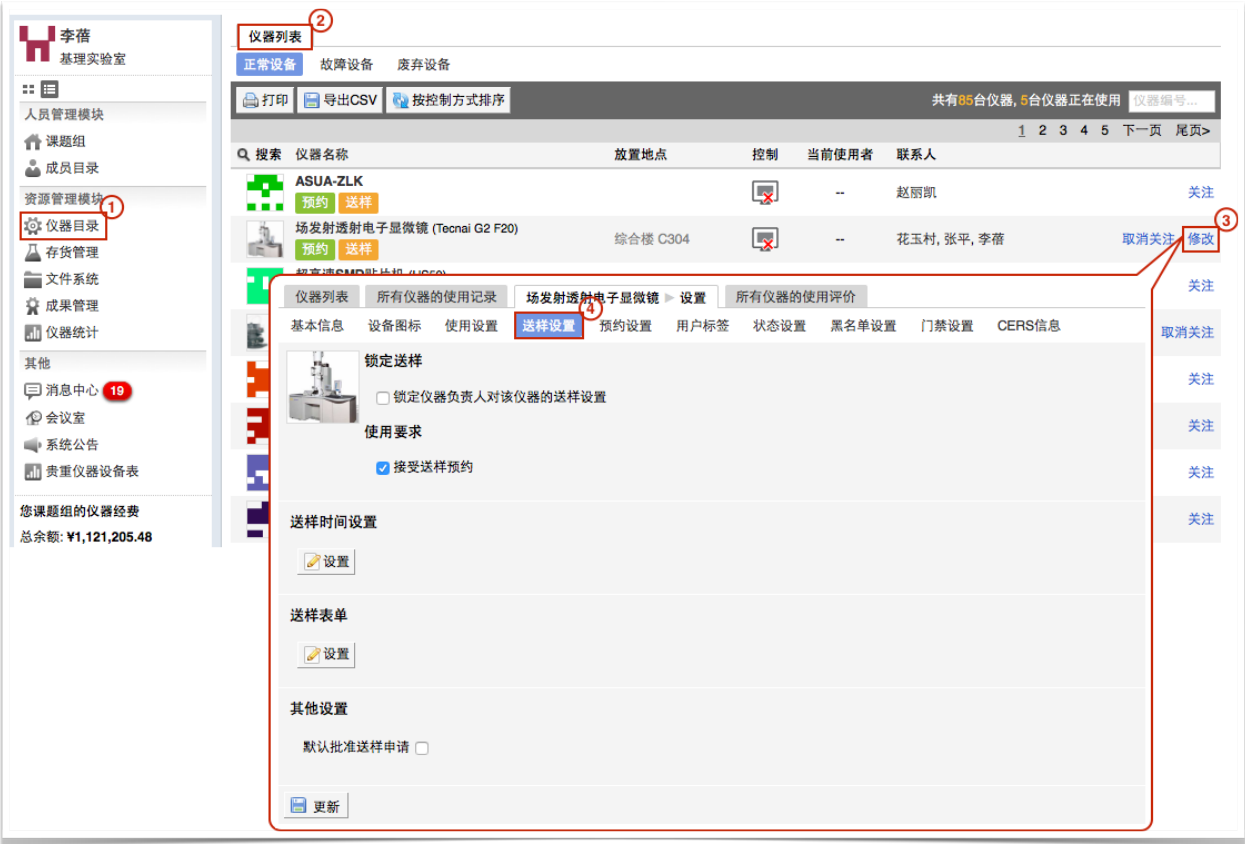 李蓓
基理实验室
人员管理模块
课题组
成员目录
资源管理模块
①
仪器目录
存货管理
文件系统
成果管理
仪器统计
其他
消息中心 19
会议室
系统公告
贵重仪器设备表
您课题组的仪器经费
总余额: ¥1,121,205.48
②
仪器列表
正常设备 故障设备 废弃设备
打印 导出CSV 按控制方式排序 共有85台仪器, 5台仪器正在使用 仪器编号...
1 2 3 4 5 下一页 尾页>
搜索 仪器名称 放置地点 控制 当前使用者 联系人
ASUA-ZLK
预约 送样 -- 赵丽凯 关注
③
场发射透射电子显微镜 (Tecnai G2 F20)
预约 送样 综合楼 C304 -- 花玉村, 张平, 李蓓 取消关注 修改
超高速SMD贴片机 (HS50)
关注
取消关注
关注
关注
关注
关注
仪器列表 所有仪器的使用记录 场发射透射电子显微镜 ▶ 设置 所有仪器的使用评价
④
基本信息 设备图标 使用设置 送样设置 预约设置 用户标签 状态设置 黑名单设置 门禁设置 CERS信息
锁定送样
锁定仪器负责人对该仪器的送样设置
使用要求
接受送样预约
送样时间设置
设置
送样表单
设置
其他设置
默认批准送样申请
更新